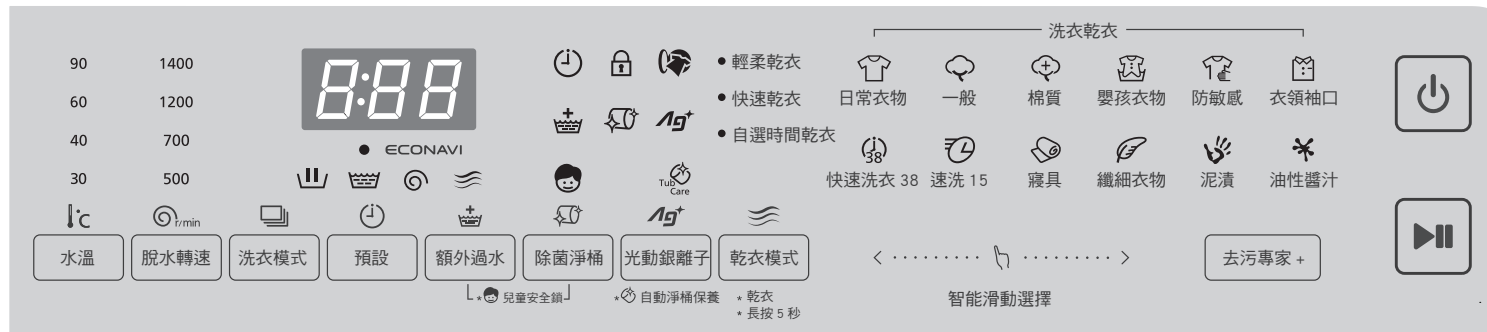 洗衣乾衣
90 1400
60 1200
40 700
30 500
8:88
ECONAVI
Ag+
Tub Care
輕柔乾衣
快速乾衣
自選時間乾衣
日常衣物 一般 棉質 嬰孩衣物 防敏感 衣領袖口
38
快速洗衣 38 速洗 15 寢具 纖細衣物 泥漬 油性醬汁
°C r/min Ag+
水溫 脫水轉速 洗衣模式 預設 額外過水 除菌淨桶 光動銀離子 乾衣模式
去污專家 +
*兒童安全鎖 *自動淨桶保養 * 乾衣
* 長按 5 秒
智能滑動選擇